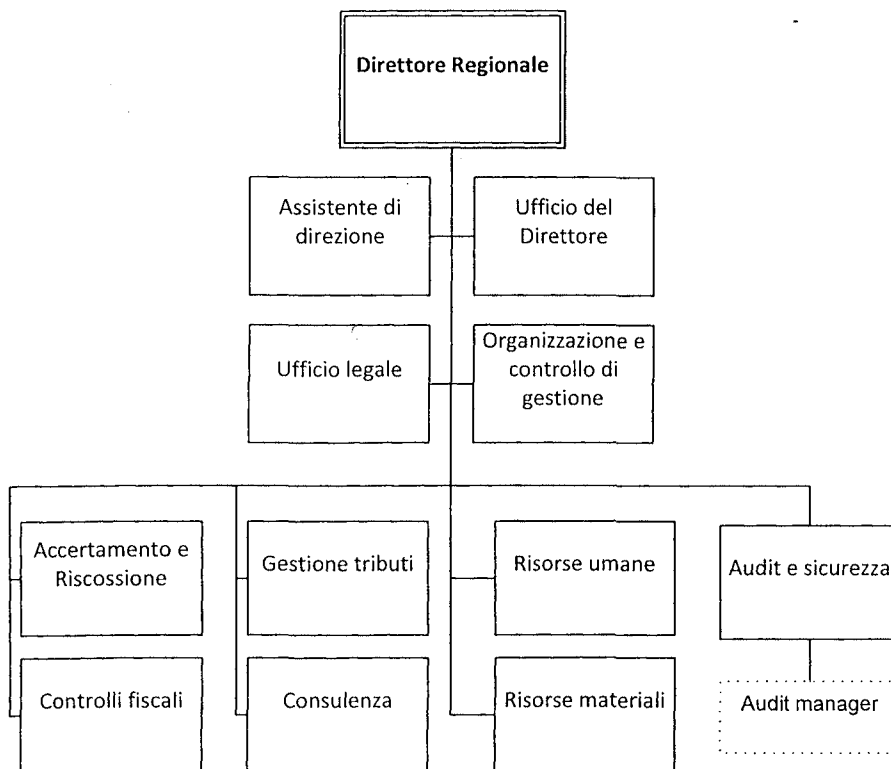 Direttore Regionale
Assistente di
direzione
Ufficio del
Direttore
Ufficio legale
Organizzazione e
controllo di
gestione
Accertamento e
Riscossione
Gestione tributi
Risorse umane
Audit e sicurezza
Controlli fiscali
Consulenza
Risorse materiali
Audit manager